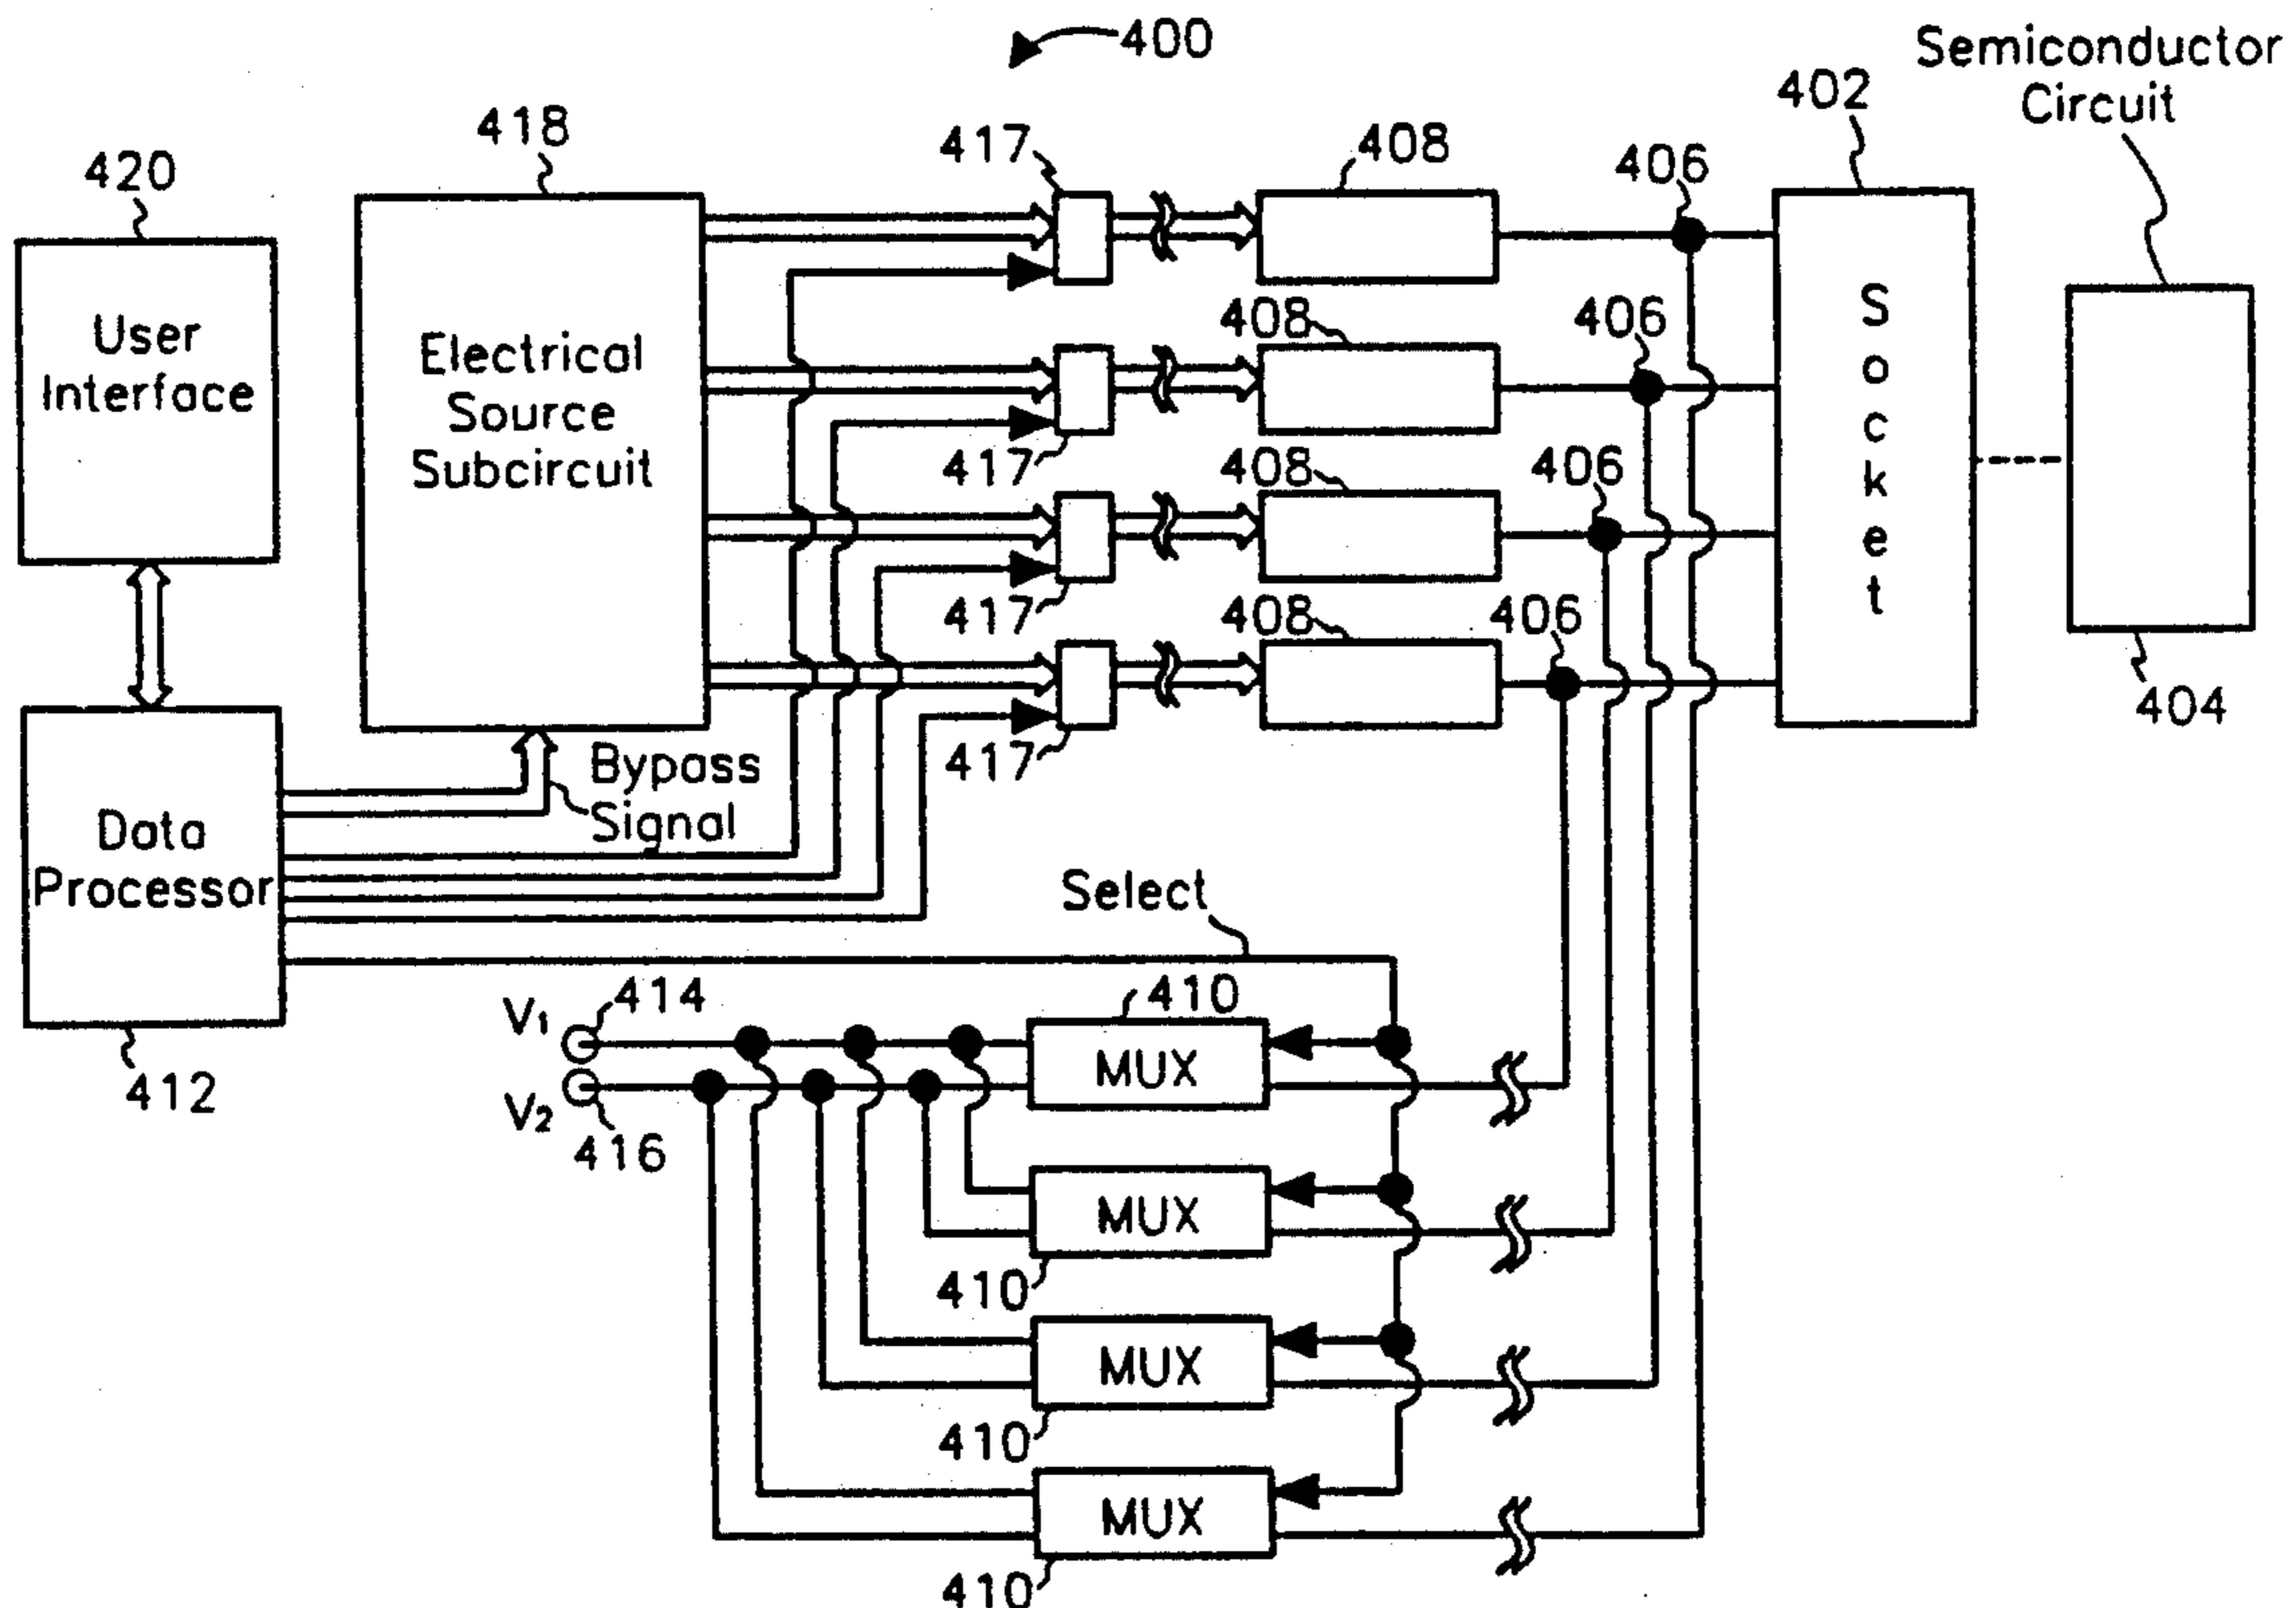 400
Semiconductor
Circuit
402
418
417
408
406
420
User
Interface
Electrical
Source
Subcircuit
408
406
417
408
406
417
408
406
417
Socket
404
Bypass
Signal
Data
Processor
412
Select
V1
414
V2
416
410
MUX
MUX
410
MUX
410
MUX
410